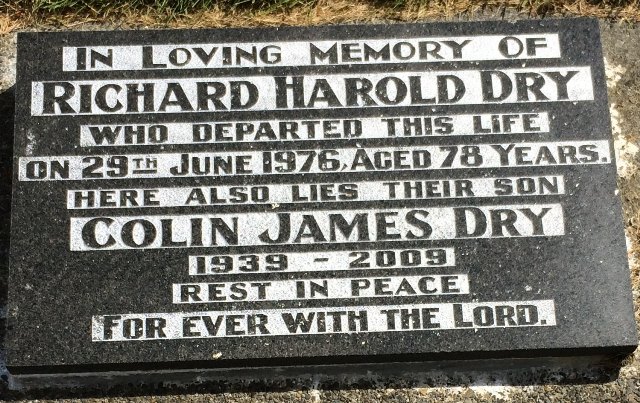 IN LOVING MEMORY OF
RICHARD HAROLD DRY
WHO DEPARTED THIS LIFE
ON 29TH JUNE 1976, AGED 78 YEARS.
HERE ALSO LIES THEIR SON
COLIN JAMES DRY
1939 - 2009
REST IN PEACE
FOR EVER WITH THE LORD.